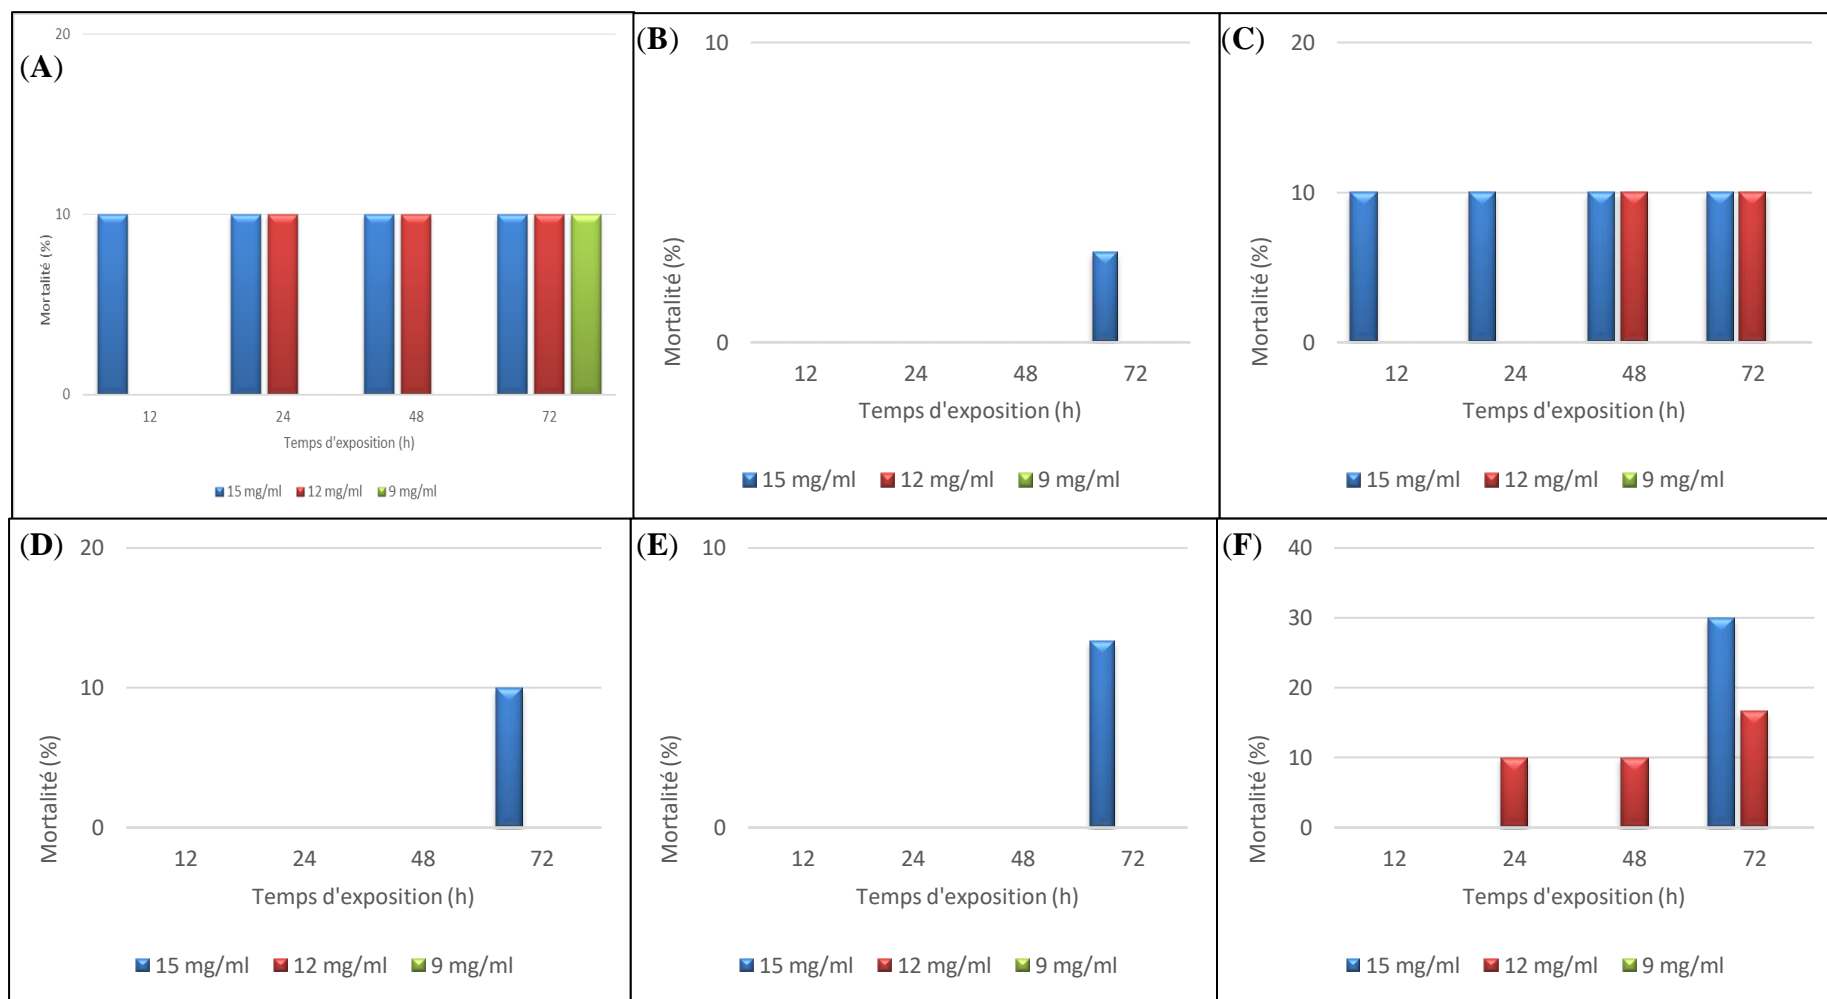 (A)
20
10
0
Mortalité (%)
12 24 48 72
Temps d'exposition (h)
15 mg/ml 12 mg/ml 9 mg/ml
(B)
10
0
Mortalité (%)
12 24 48 72
Temps d'exposition (h)
15 mg/ml 12 mg/ml 9 mg/ml
(C)
20
10
0
Mortalité (%)
12 24 48 72
Temps d'exposition (h)
15 mg/ml 12 mg/ml 9 mg/ml
(D)
20
10
0
Mortalité (%)
12 24 48 72
Temps d'exposition (h)
15 mg/ml 12 mg/ml 9 mg/ml
(E)
10
0
Mortalité (%)
12 24 48 72
Temps d'exposition (h)
15 mg/ml 12 mg/ml 9 mg/ml
(F)
40
30
20
10
0
Mortalité (%)
12 24 48 72
Temps d'exposition (h)
15 mg/ml 12 mg/ml 9 mg/ml